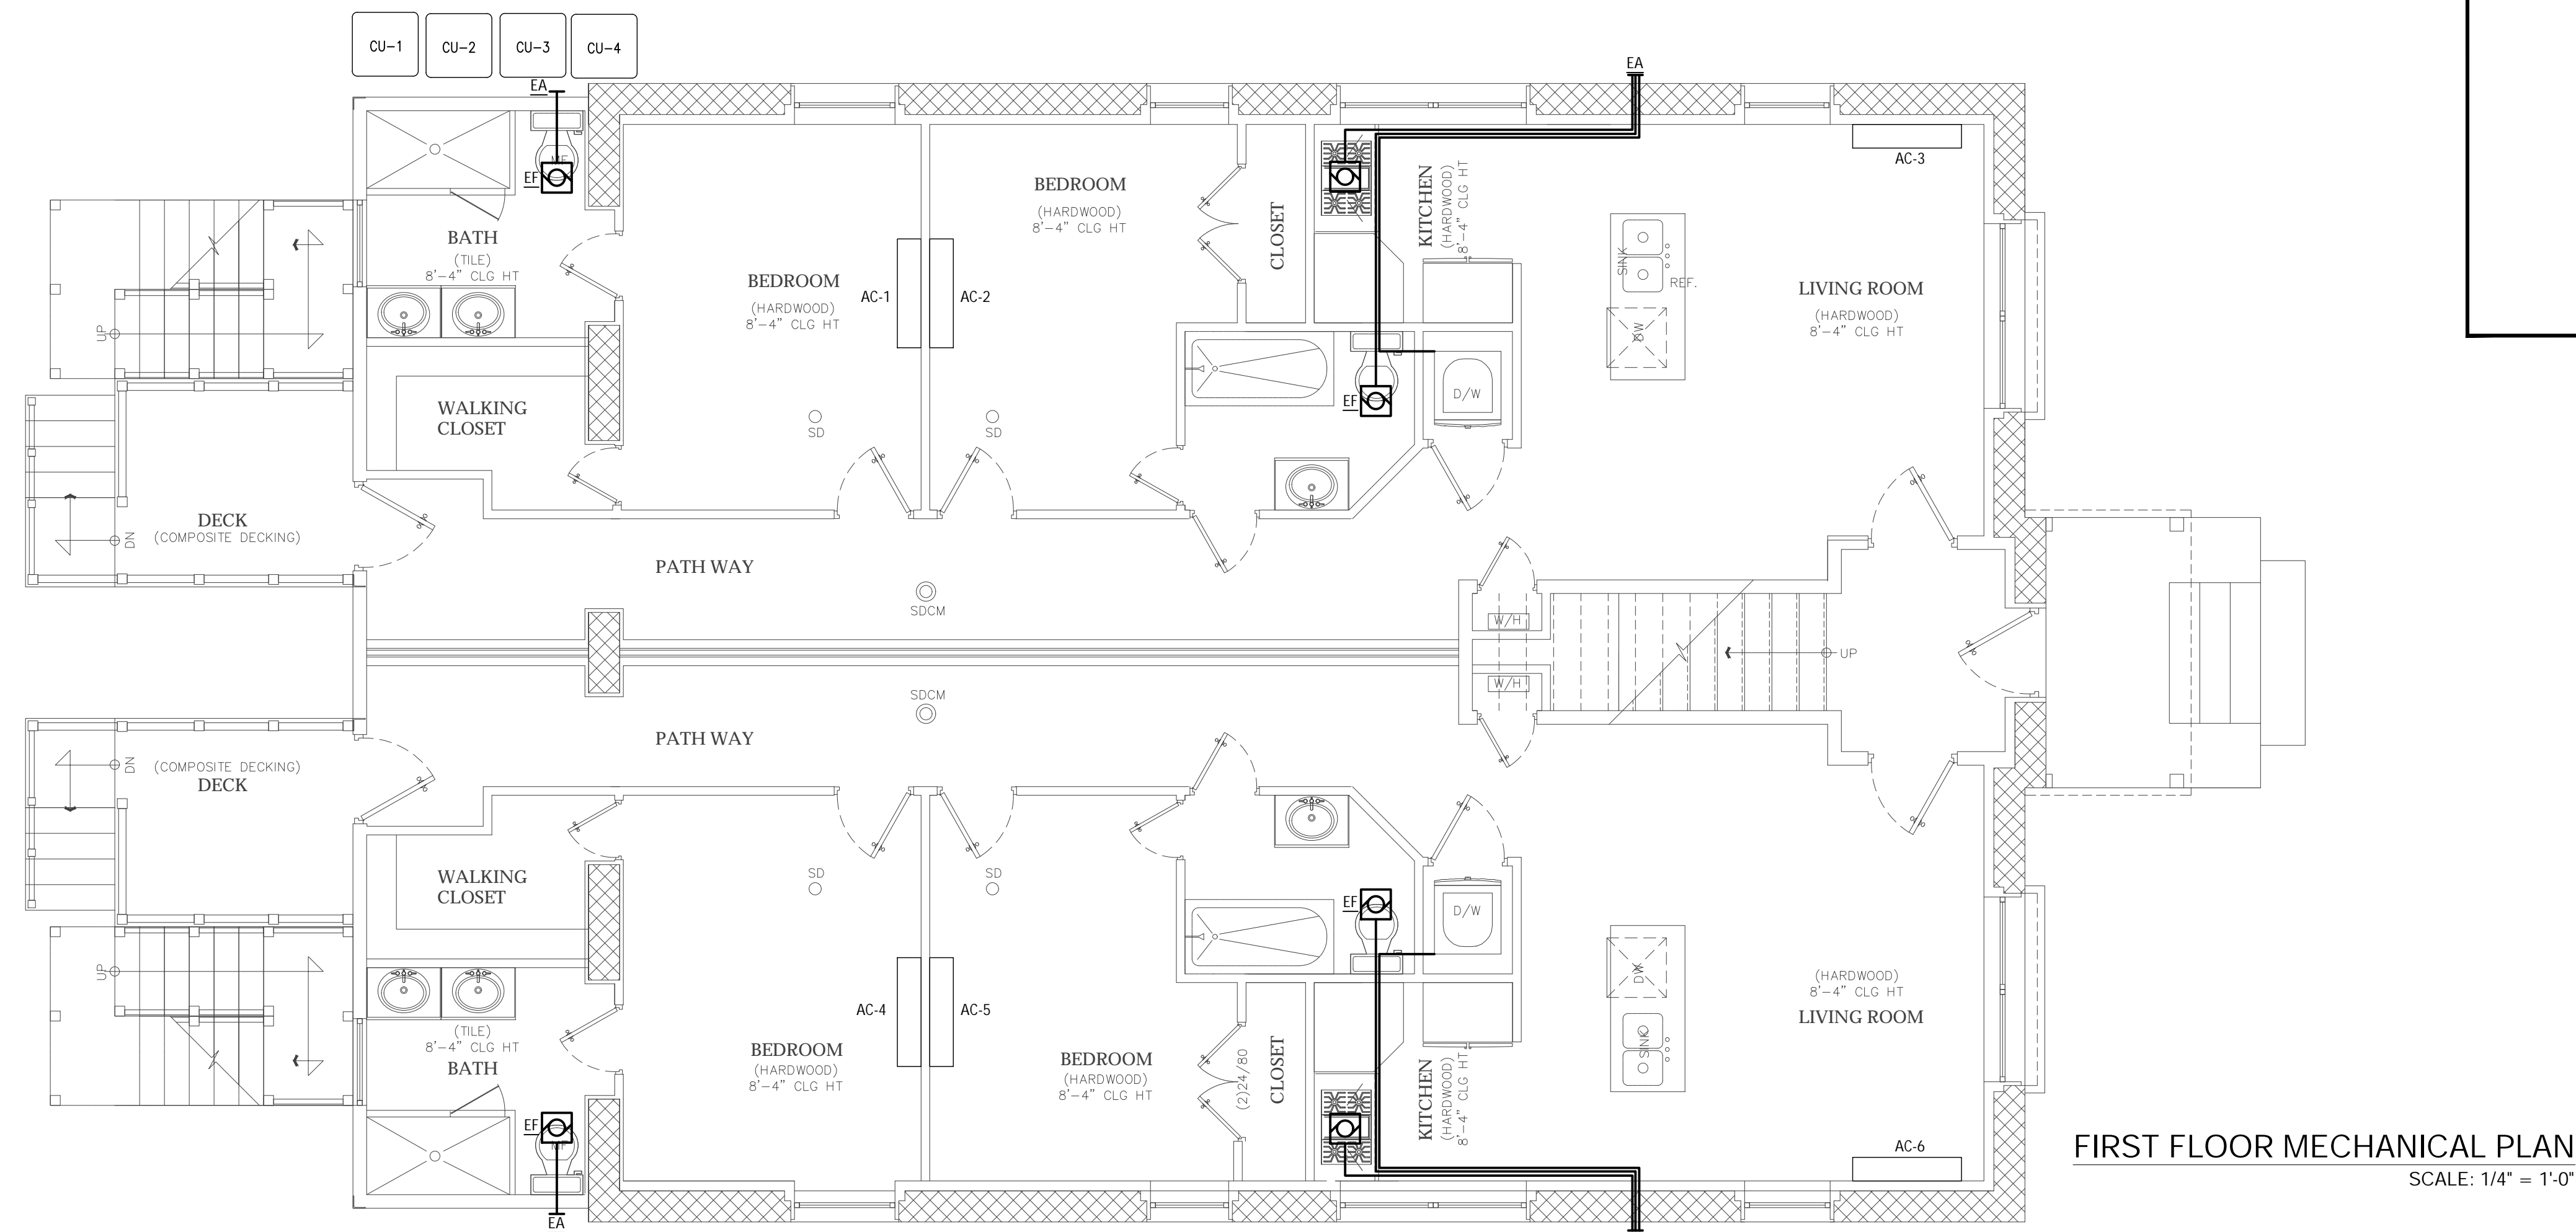 CU-1
CU-2
CU-3
CU-4
EA
EA
EF
MF
BATH
(TILE)
8'-4" CLG HT
BEDROOM
(HARDWOOD)
8'-4" CLG HT
AC-1
AC-2
BEDROOM
(HARDWOOD)
8'-4" CLG HT
CLOSET
KITCHEN
(HARDWOOD)
8'-4" CLG HT
AC-3
SINK
REF.
DW
LIVING ROOM
(HARDWOOD)
8'-4" CLG HT
UP
WALKING
CLOSET
SD
SD
EF
D/W
DECK
(COMPOSITE DECKING)
DN
PATH WAY
SDCM
W/H
UP
W/H
SDCM
PATH WAY
DN
(COMPOSITE DECKING)
DECK
WALKING
CLOSET
SD
SD
EF
D/W
UP
(TILE)
8'-4" CLG HT
BATH
AC-4
AC-5
BEDROOM
(HARDWOOD)
8'-4" CLG HT
BEDROOM
(HARDWOOD)
8'-4" CLG HT
(2)24/80
CLOSET
KITCHEN
(HARDWOOD)
8'-4" CLG HT
DW
SINK
(HARDWOOD)
8'-4" CLG HT
LIVING ROOM
EF
MF
EA
AC-6
FIRST FLOOR MECHANICAL PLAN
SCALE: 1/4" = 1'-0"